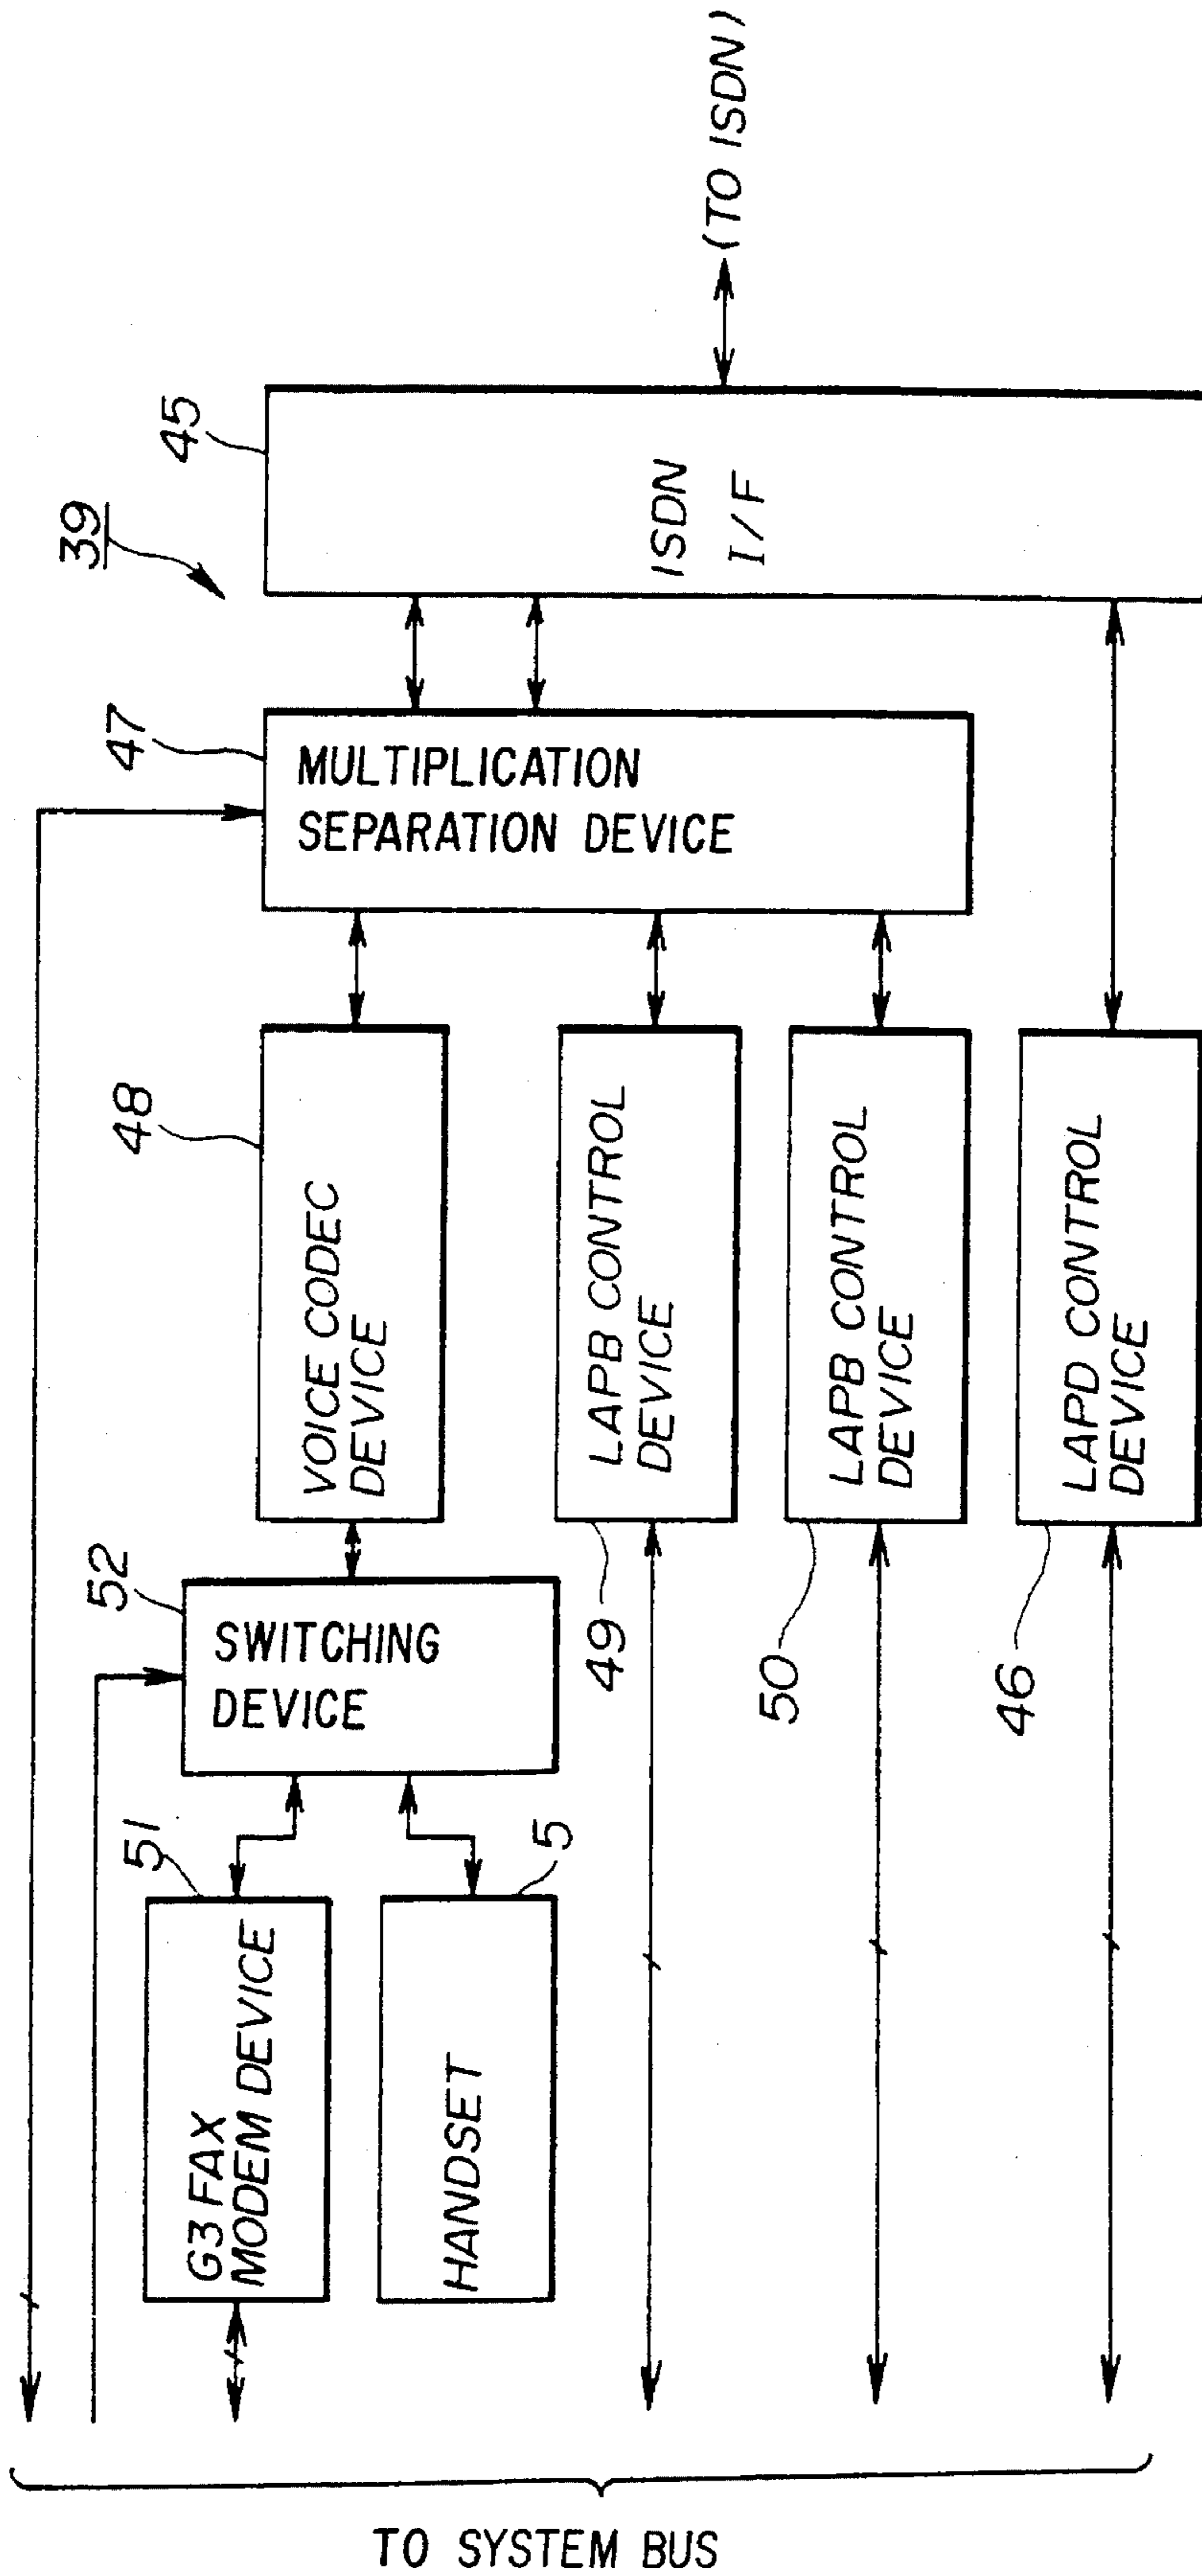 39
45
ISDN
I/F
(TO ISDN)
47
MULTIPLICATION
SEPARATION DEVICE
48
VOICE CODEC
DEVICE
LAPB CONTROL
DEVICE
49
LAPB CONTROL
DEVICE
50
LAPD CONTROL
DEVICE
46
52
SWITCHING
DEVICE
51
G3 FAX
MODEM DEVICE
5
HANDSET
TO SYSTEM BUS